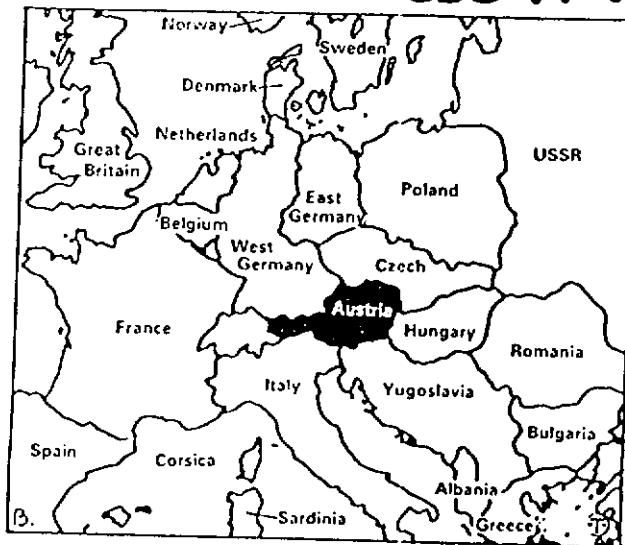 Norway
Sweden
Denmark
Netherlands
Great
Britain
USSR
Poland
East
Germany
Belgium
West
Germany
Czech
Austria
France
Hungary
Romania
Italy
Yugoslavia
Bulgaria
Spain
Corsica
Albania
Sardinia
Greece
B.